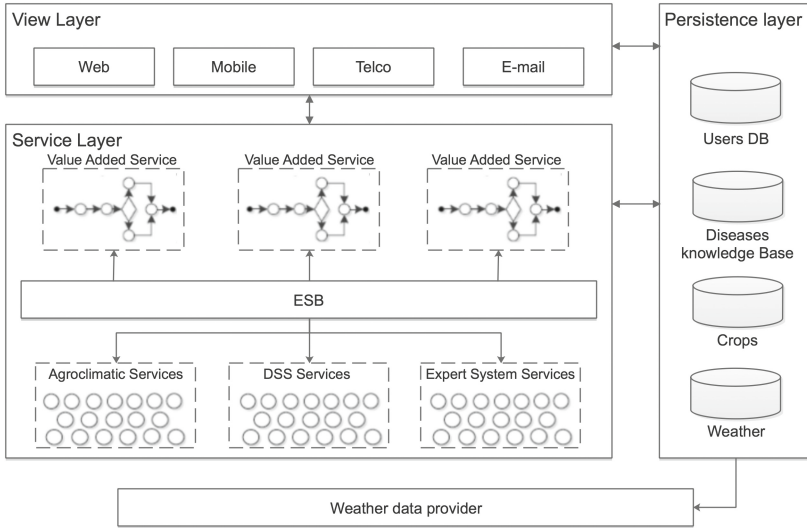 View Layer
Web
Mobile
Telco
E-mail
Service Layer
Value Added Service
Value Added Service
Value Added Service
ESB
Agroclimatic Services
DSS Services
Expert System Services
Persistence layer
Users DB
Diseases
knowledge Base
Crops
Weather
Weather data provider